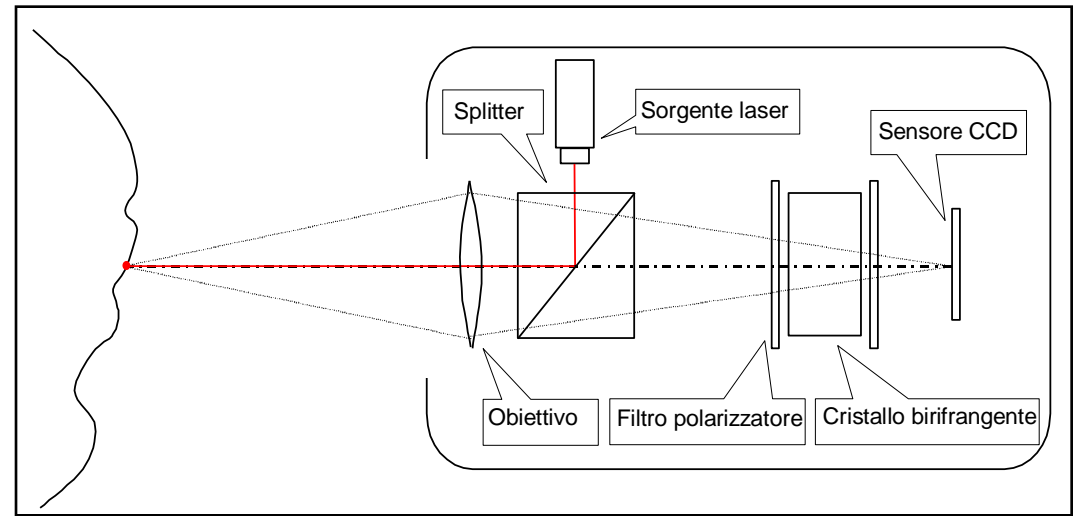 Splitter
Sorgente laser
Sensore CCD
Obiettivo
Filtro polarizzatore
Cristallo birifrangente